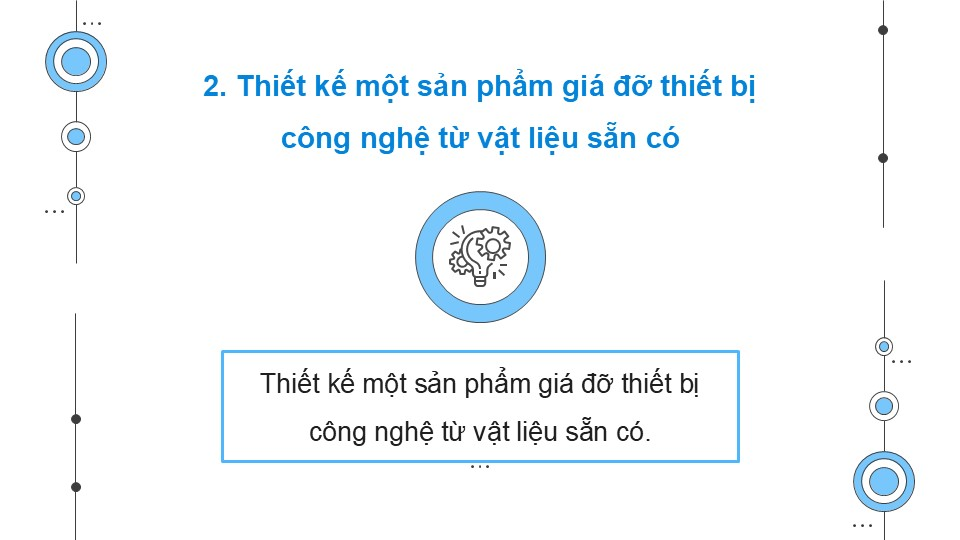 2. Thiết kế một sản phẩm giá đỡ thiết bị
công nghệ từ vật liệu sẵn có
Thiết kế một sản phẩm giá đỡ thiết bị
công nghệ từ vật liệu sẵn có.